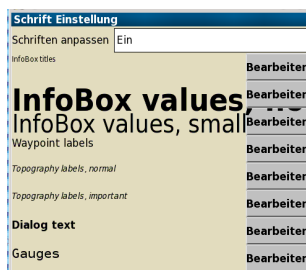 Schrift Einstellung
Schriften anpassen Ein
InfoBox titles
Bearbeiten
InfoBox values, no
Bearbeiten
InfoBox values, small
Bearbeiten
Waypoint labels
Bearbeiten
Topography labels, normal
Bearbeiten
Topography labels, important
Bearbeiten
Dialog text
Bearbeiten
Gauges
Bearbeiten